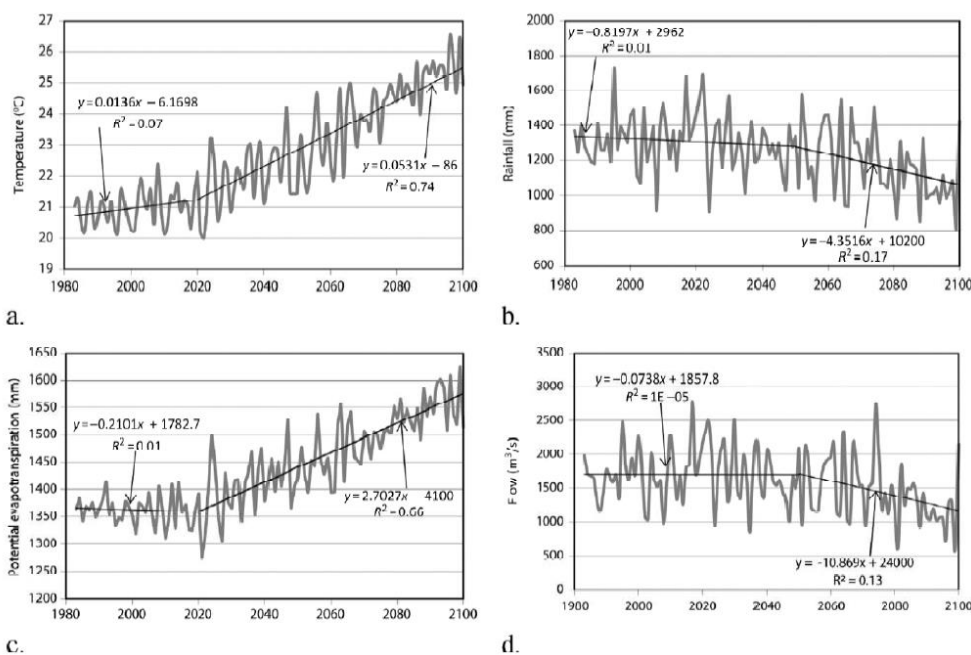 27
26
25
24
23
22
21
20
19
Temperature (°C)
y=0.0136x – 6.1698
R² – 0.07
y=0.0531x – 86
R² = 0.74
1980 2000 2020 2040 2060 2080 2100
a.
2000
1800
1600
1400
1200
1000
800
600
Rainfall (mm)
y=–0.8197x + 2962
R² =0.01
y=–4.3516x + 10200
R² =0.17
1980 2000 2020 2040 2060 2080 2100
b.
1650
1600
1550
1500
1450
1400
1350
1300
1250
1200
Potential evapotranspiration (mm)
y=–0.2101x + 1782.7
R² =0.01
y=2.7027x 4100
R² –0.66
1980 2000 2020 2040 2060 2080 2100
c.
3500
3000
2500
2000
1500
1000
500
0
F ow (m³/s)
y=–0.0738x + 1857.8
R² =1E –05
y= –10.869x + 24000
R² = 0.13
1900 2000 2020 2040 2060 2000 2100
d.